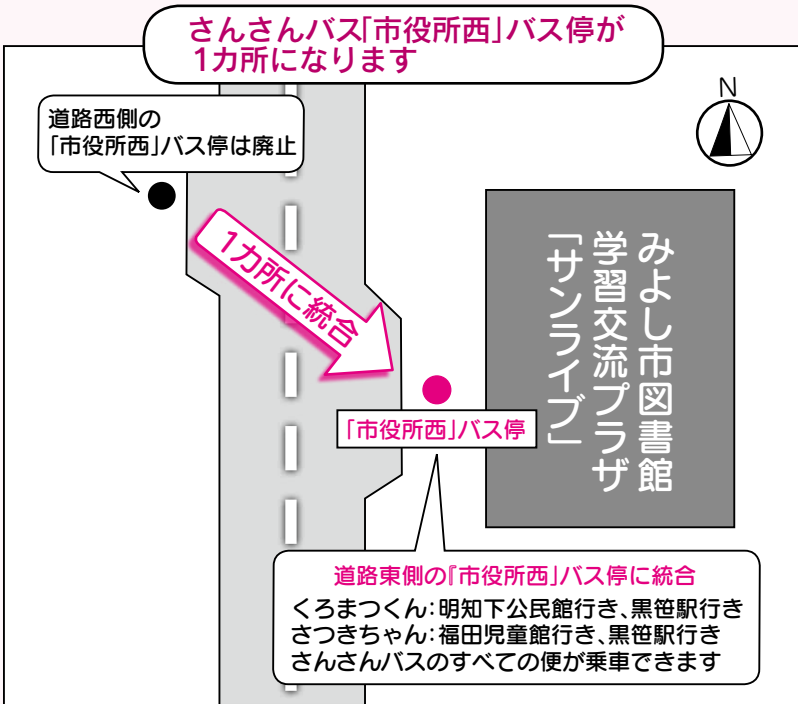 さんさんバス「市役所西」バス停が
1カ所になります
N
道路西側の
「市役所西」バス停は廃止
1カ所に統合
みよし市図書館
学習交流プラザ
「サンライブ」
「市役所西」バス停
道路東側の『市役所西』バス停に統合
くろまつくん：明知下公民館行き、黒笹駅行き
さつきちゃん：福田児童館行き、黒笹駅行き
さんさんバスのすべての便が乗車できます